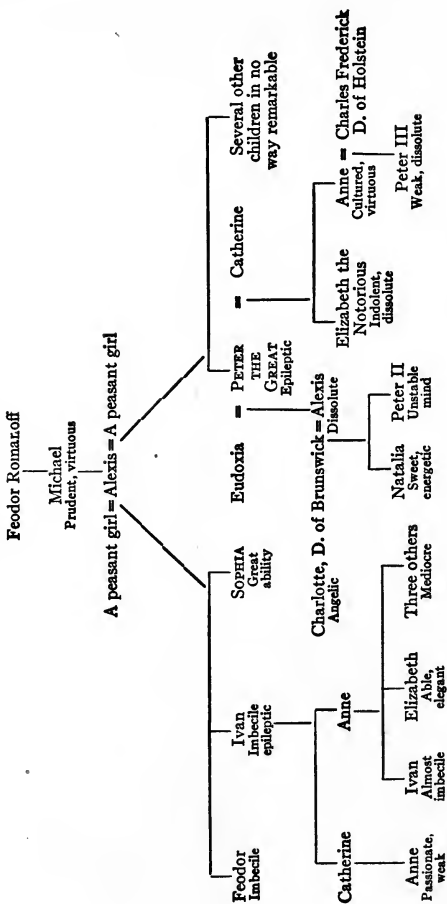 Feodor Romanoff
Michael
Prudent, virtuous
A peasant girl = Alexis = A peasant girl
Feodor
Imbecile
Ivan
Imbecile
epileptic
SOPHIA
Great
ability
Eudoxia = PETER
THE
GREAT
Epileptic
= Catherine
Several other
children in no
way remarkable
Catherine
Anne
Charlotte, D. of Brunswick = Alexis
Angelic
Dissolute
Elizabeth the
Notorious
Indolent,
dissolute
Anne = Charles Frederick
Cultured,
virtuous
D. of Holstein
Anne
Passionate,
weak
Ivan
Almost
imbecile
Elizabeth
Able,
elegant
Three others
Mediocre
Natalia
Sweet,
energetic
Peter II
Unstable
mind
Peter III
Weak, dissolute